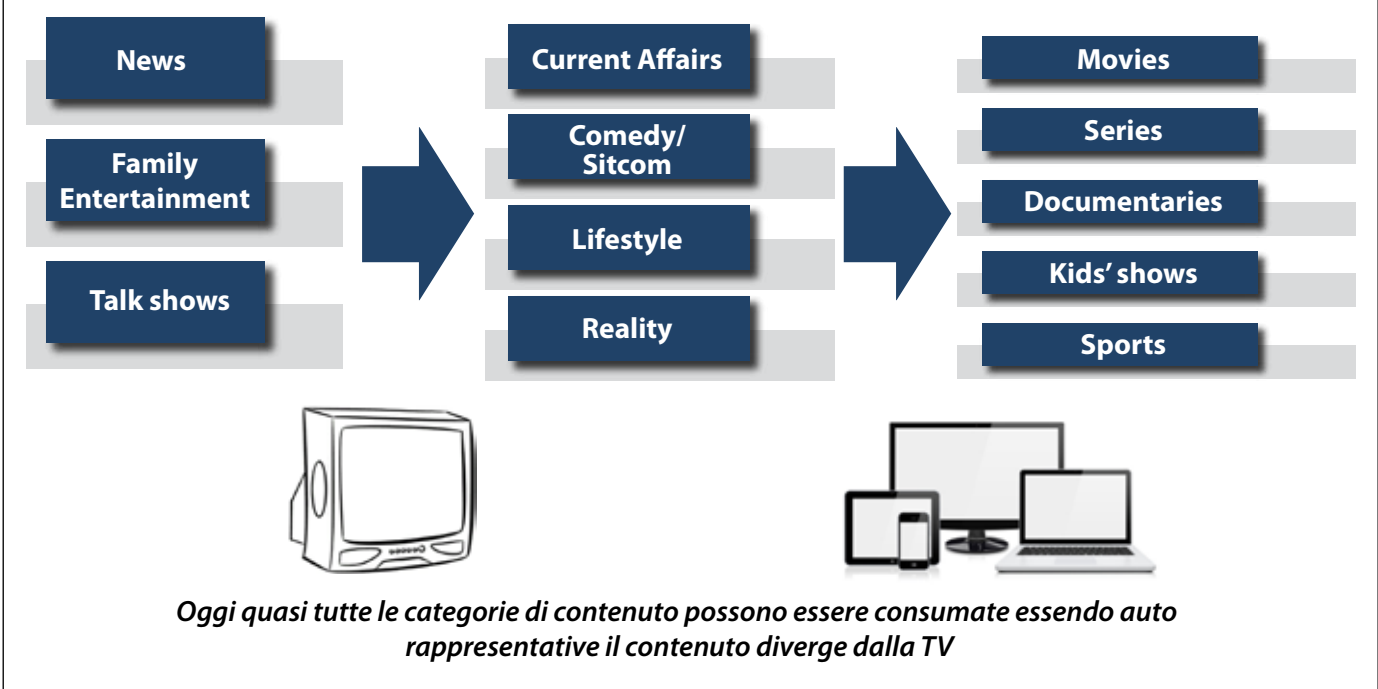 News
Family
Entertainment
Talk shows
Current Affairs
Comedy/
Sitcom
Lifestyle
Reality
Movies
Series
Documentaries
Kids’ shows
Sports
Oggi quasi tutte le categorie di contenuto possono essere consumate essendo auto
rappresentative il contenuto diverge dalla TV